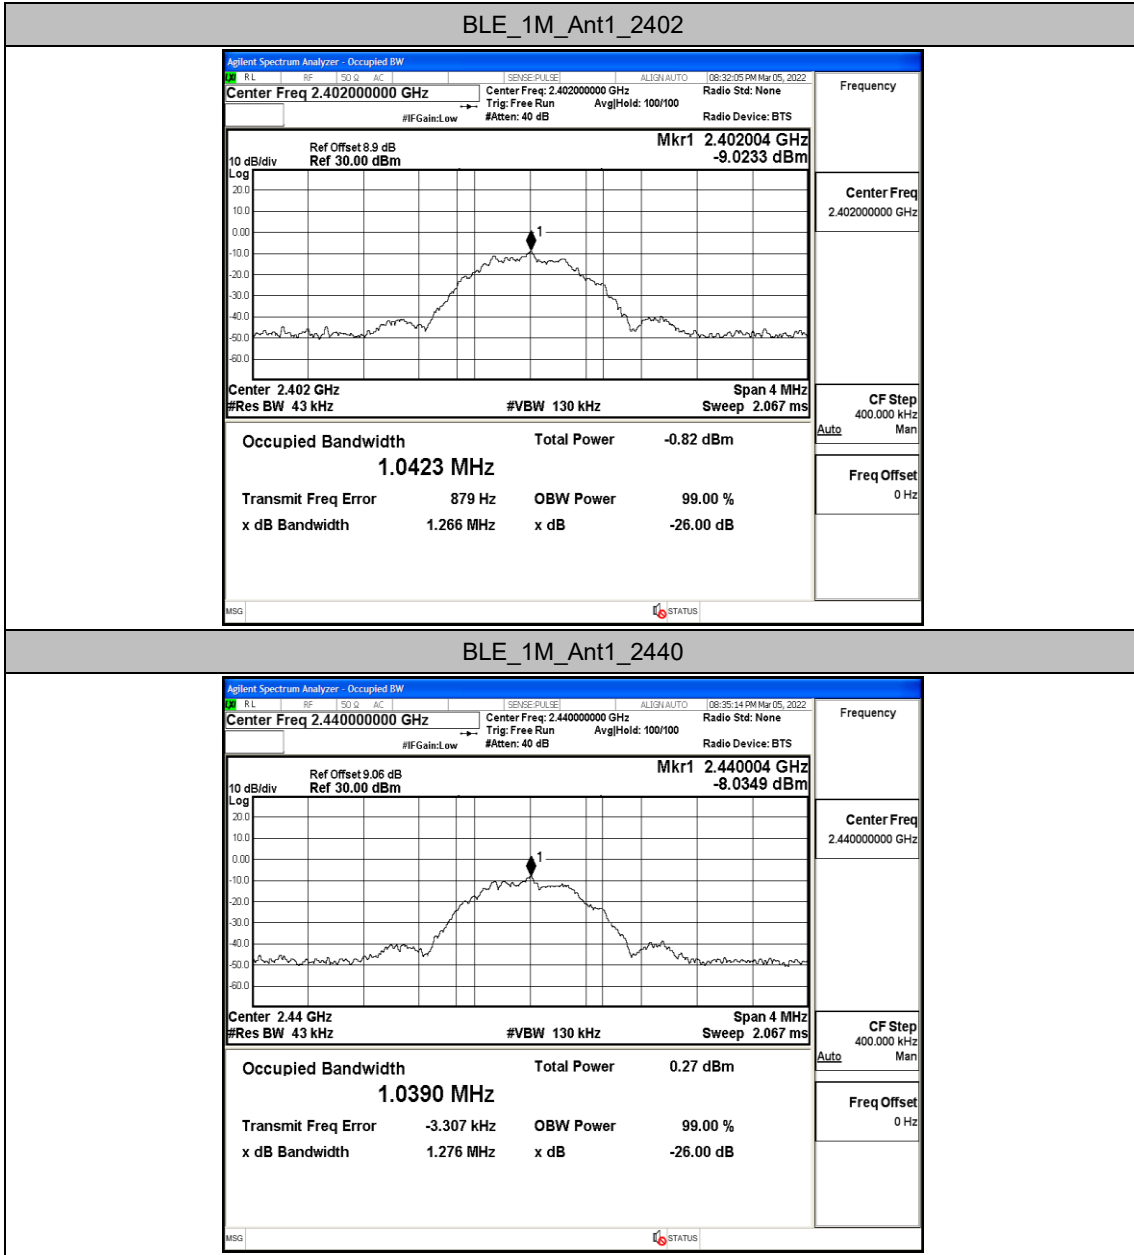 BLE_1M_Ant1_2402
Agilent Spectrum Analyzer - Occupied BW
LXI RL RF 50 Ω AC SENSE:PULSE ALIGN AUTO 08:32:05 PM Mar 05, 2022
Center Freq 2.402000000 GHz Center Freq: 2.402000000 GHz Radio Std: None
Trig: Free Run Avg|Hold: 100/100
#IFGain:Low #Atten: 40 dB Radio Device: BTS
Frequency
Mkr1 2.402004 GHz
-9.0233 dBm
Ref Offset 8.9 dB
10 dB/div Ref 30.00 dBm
Log
20.0
10.0
0.00
1
-10.0
-20.0
-30.0
-40.0
-50.0
-60.0
Center 2.402 GHz Span 4 MHz
#Res BW 43 kHz #VBW 130 kHz Sweep 2.067 ms
Center Freq
2.402000000 GHz
CF Step
400.000 kHz
Auto Man
Freq Offset
0 Hz
Occupied Bandwidth Total Power -0.82 dBm
1.0423 MHz
Transmit Freq Error 879 Hz OBW Power 99.00 %
x dB Bandwidth 1.266 MHz x dB -26.00 dB
MSG STATUS
BLE_1M_Ant1_2440
Agilent Spectrum Analyzer - Occupied BW
LXI RL RF 50 Ω AC SENSE:PULSE ALIGN AUTO 08:35:14 PM Mar 05, 2022
Center Freq 2.440000000 GHz Center Freq: 2.440000000 GHz Radio Std: None
Trig: Free Run Avg|Hold: 100/100
#IFGain:Low #Atten: 40 dB Radio Device: BTS
Frequency
Mkr1 2.440004 GHz
-8.0349 dBm
Ref Offset 9.06 dB
10 dB/div Ref 30.00 dBm
Log
20.0
10.0
0.00
1
-10.0
-20.0
-30.0
-40.0
-50.0
-60.0
Center 2.44 GHz Span 4 MHz
#Res BW 43 kHz #VBW 130 kHz Sweep 2.067 ms
Center Freq
2.440000000 GHz
CF Step
400.000 kHz
Auto Man
Freq Offset
0 Hz
Occupied Bandwidth Total Power 0.27 dBm
1.0390 MHz
Transmit Freq Error -3.307 kHz OBW Power 99.00 %
x dB Bandwidth 1.276 MHz x dB -26.00 dB
MSG STATUS